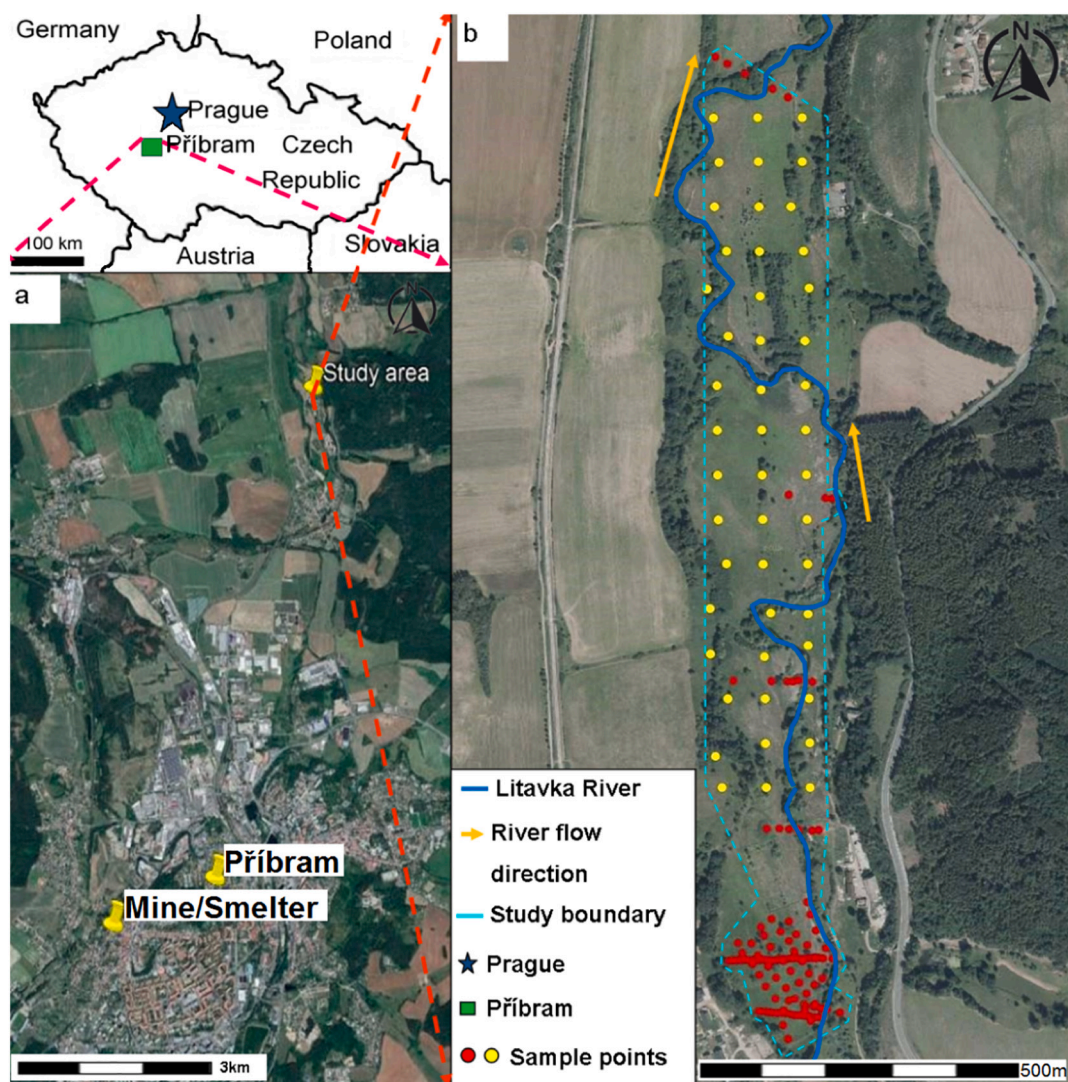 Germany
Poland
Prague
Příbram
Czech
Republic
100 km
Austria
Slovakia
a
Study area
Příbram
Mine/Smelter
3km
b
N
Litavka River
River flow
direction
Study boundary
Prague
Příbram
Sample points
500m